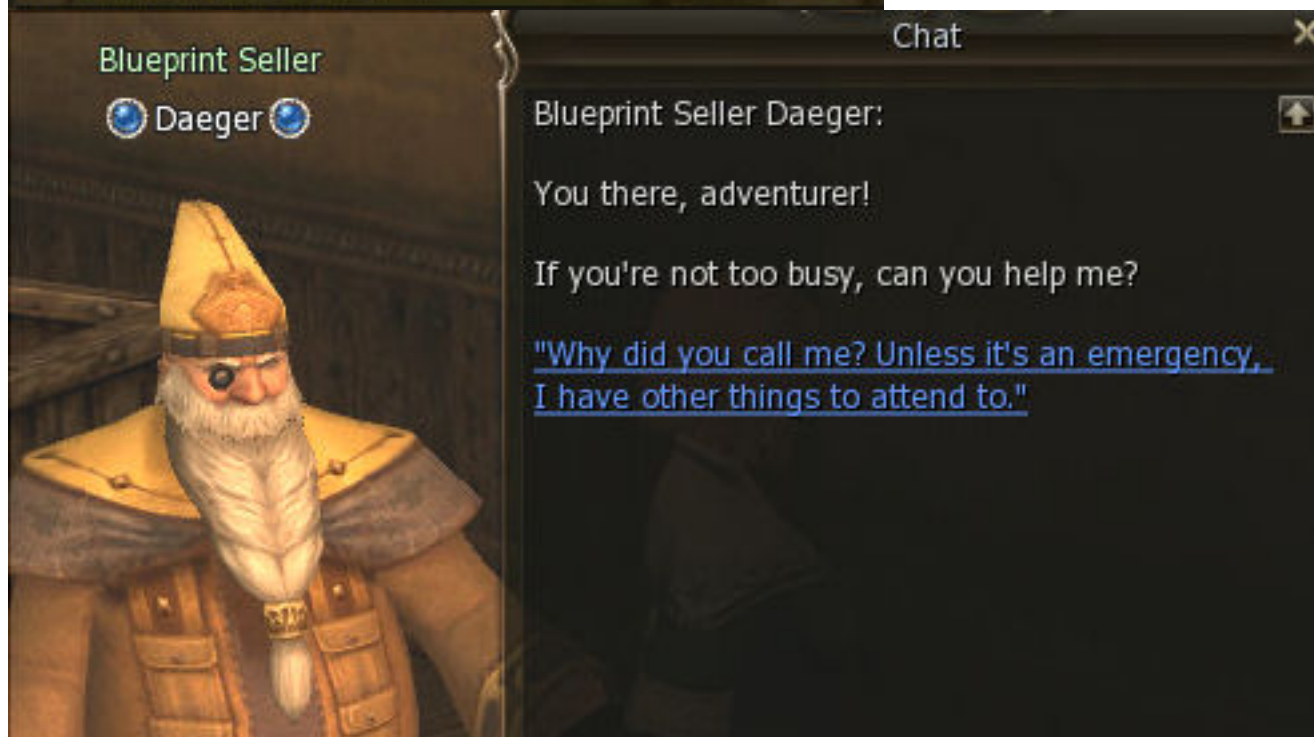 Blueprint Seller
Daeger
Chat
Blueprint Seller Daeger:
You there, adventurer!
If you're not too busy, can you help me?
"Why did you call me? Unless it's an emergency,
I have other things to attend to."